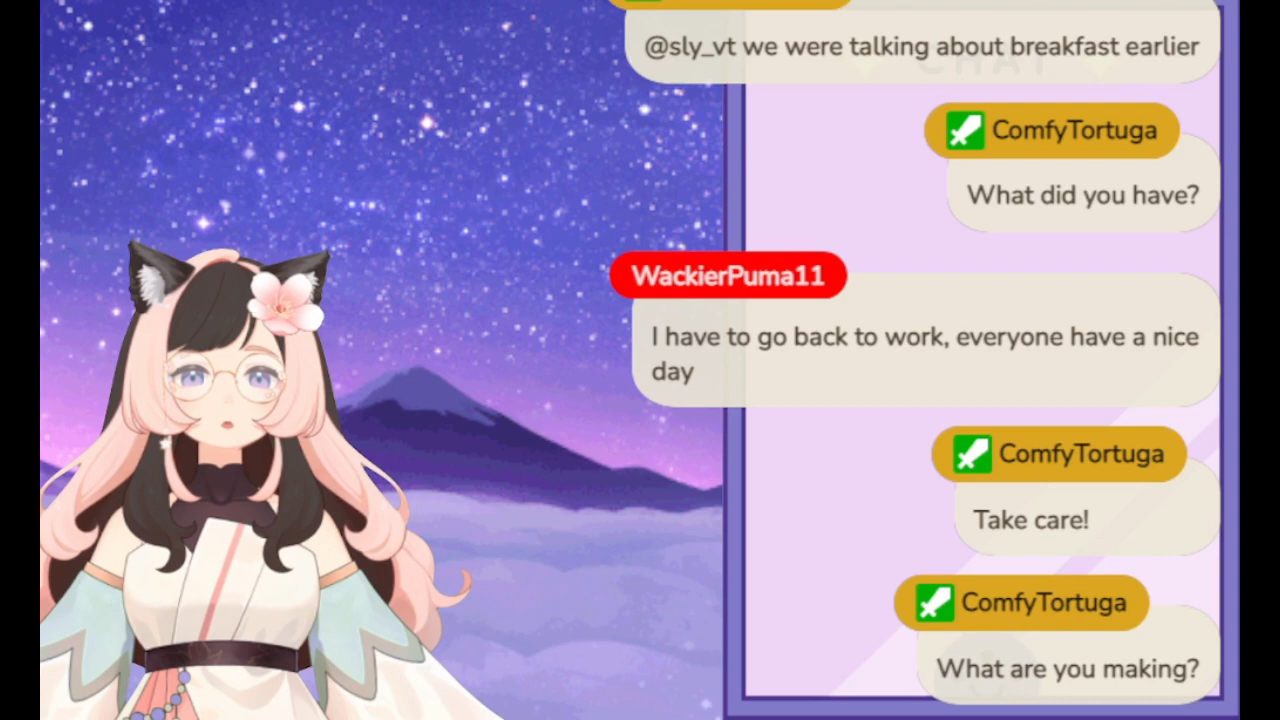 @sly_vt we were talking about breakfast earlier
CHAT
ComfyTortuga
What did you have?
WackierPuma11
I have to go back to work, everyone have a nice
day
ComfyTortuga
Take care!
ComfyTortuga
What are you making?